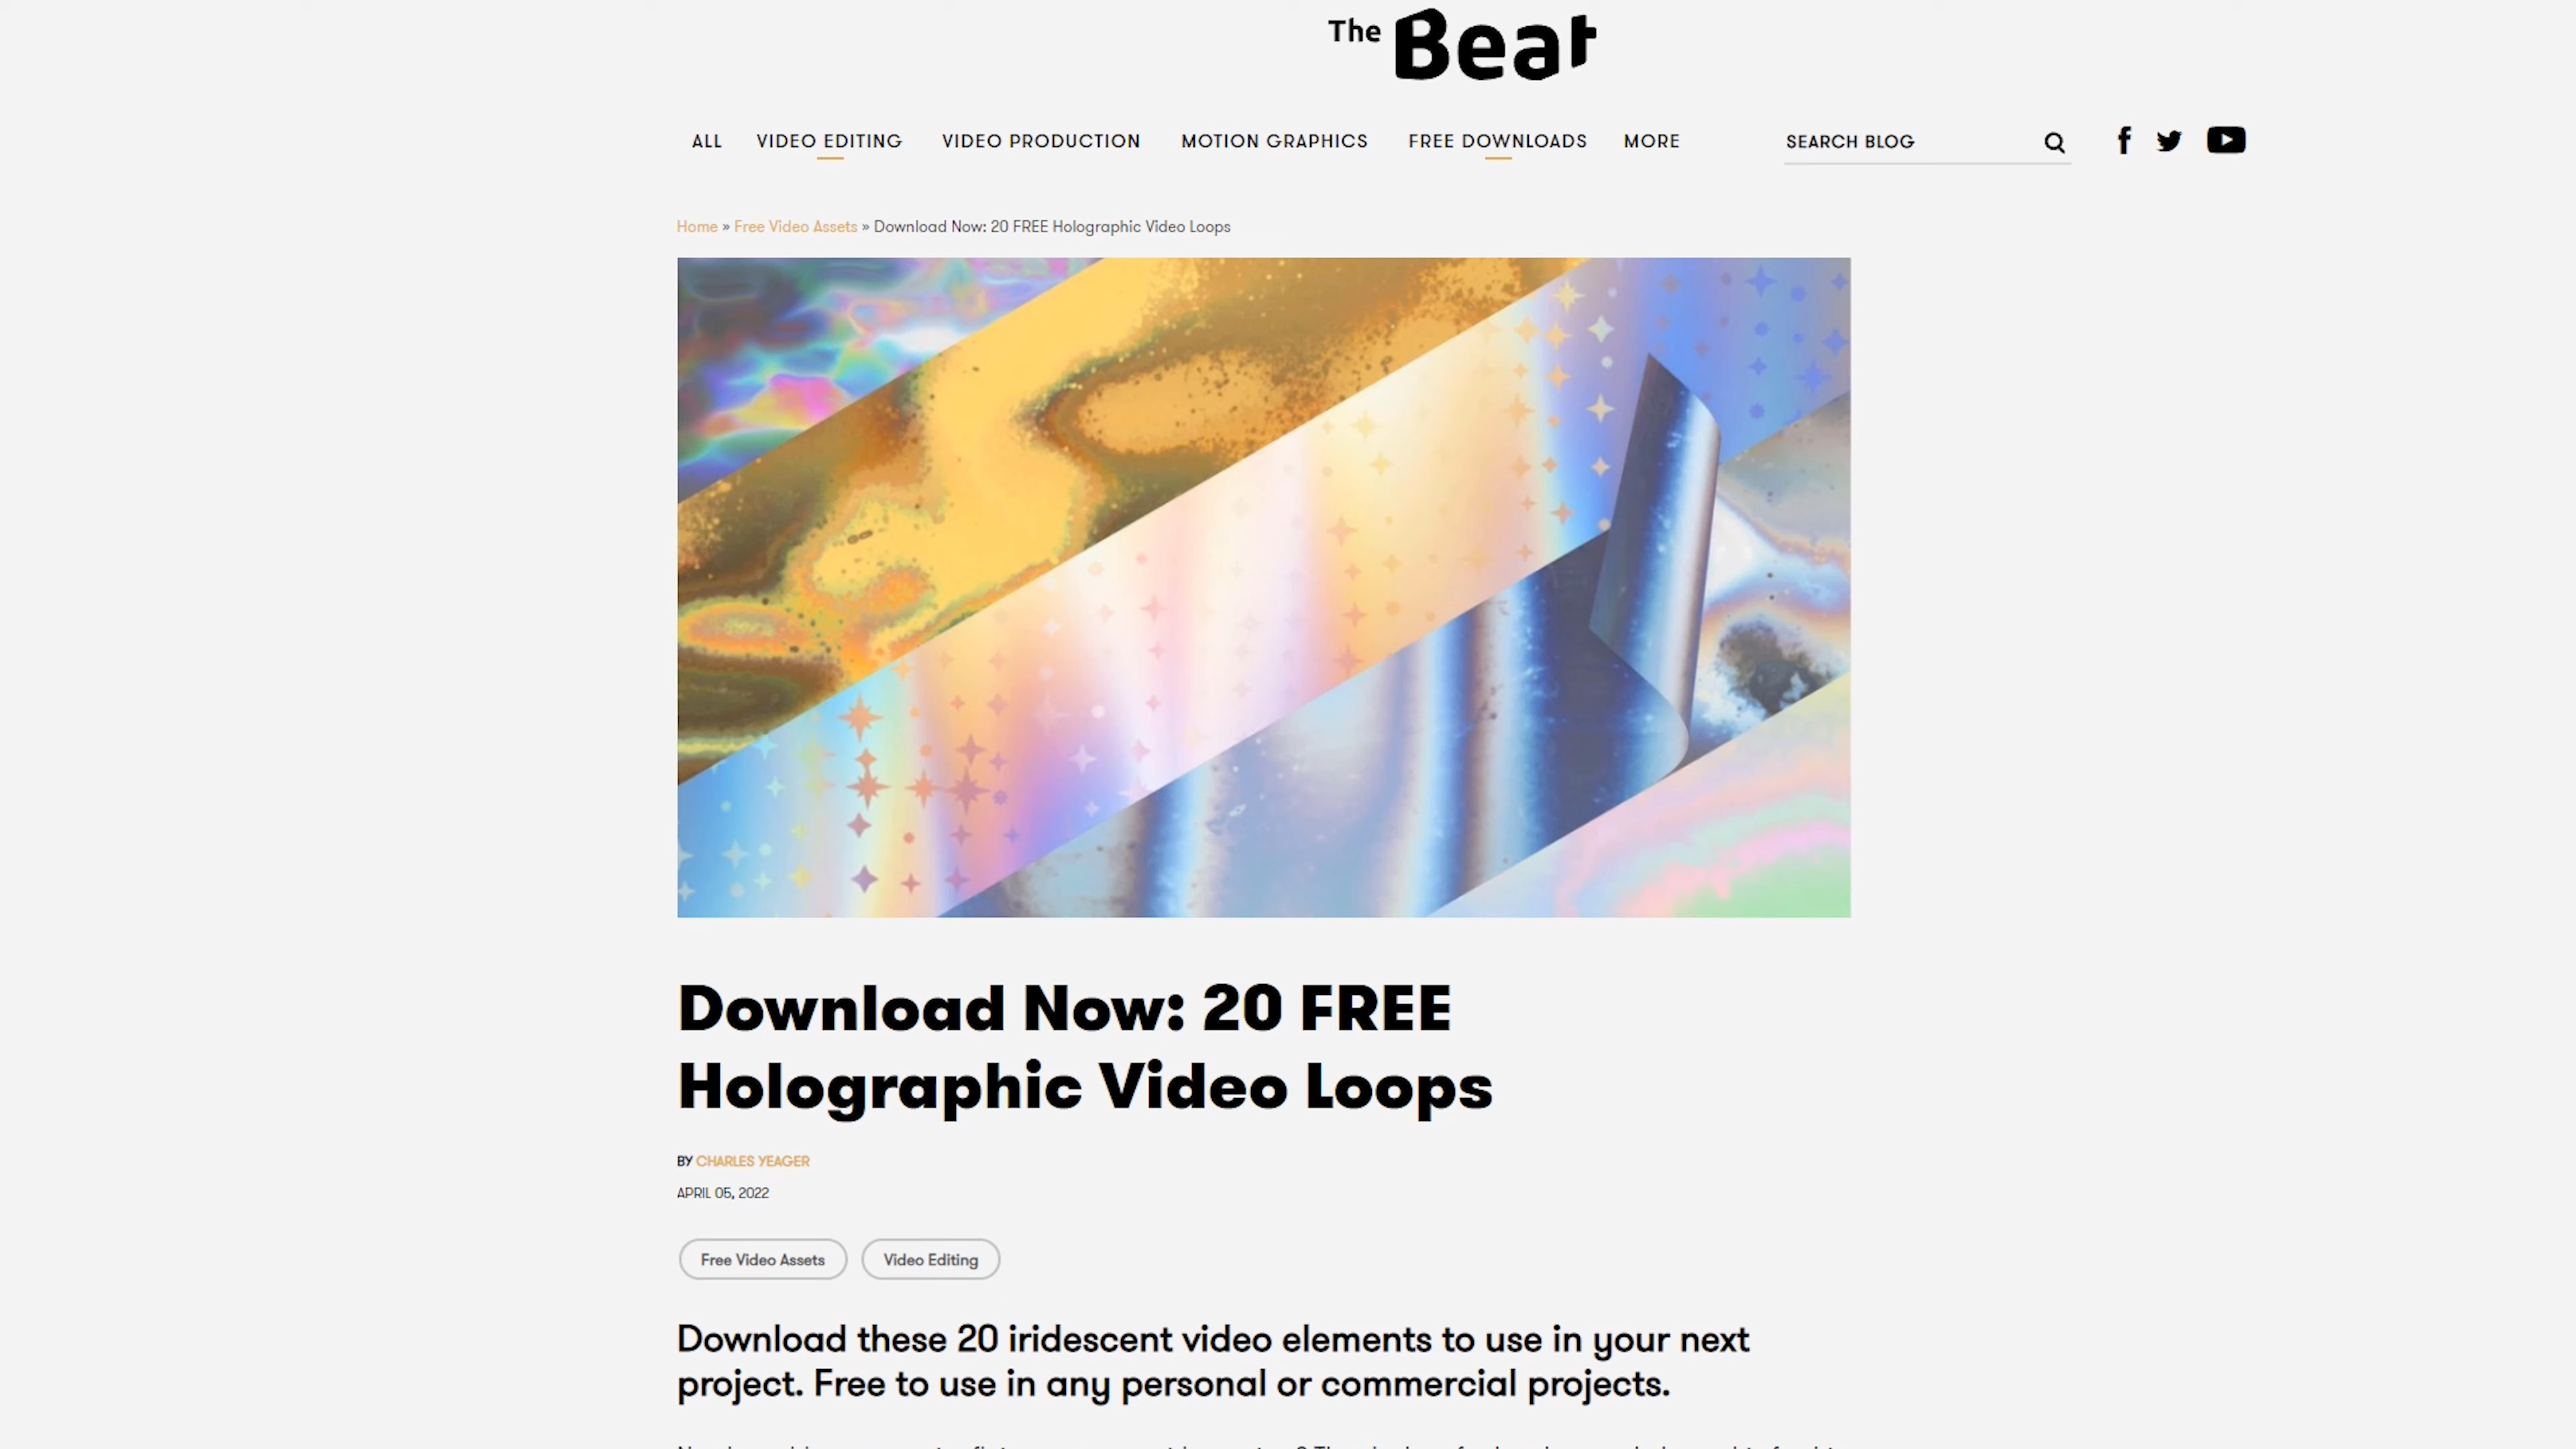 The Beat
ALL VIDEO EDITING VIDEO PRODUCTION MOTION GRAPHICS FREE DOWNLOADS MORE SEARCH BLOG
Home » Free Video Assets » Download Now: 20 FREE Holographic Video Loops
Download Now: 20 FREE
Holographic Video Loops
BY CHARLES YEAGER
APRIL 05, 2022
Free Video Assets Video Editing
Download these 20 iridescent video elements to use in your next
project. Free to use in any personal or commercial projects.